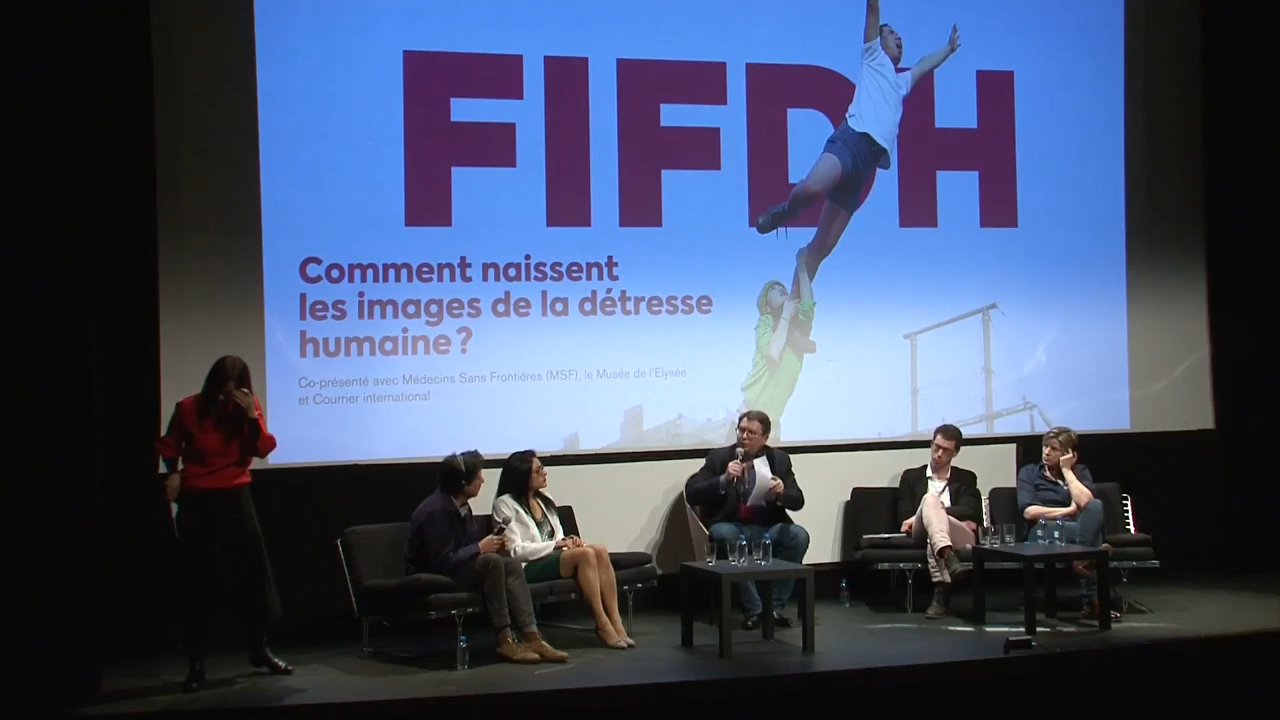 FIFDH
Comment naissent
les images de la détresse
humaine ?
Co-présenté avec Médecins Sans Frontières (MSF), le Musée de l'Elysée
et Courrier international